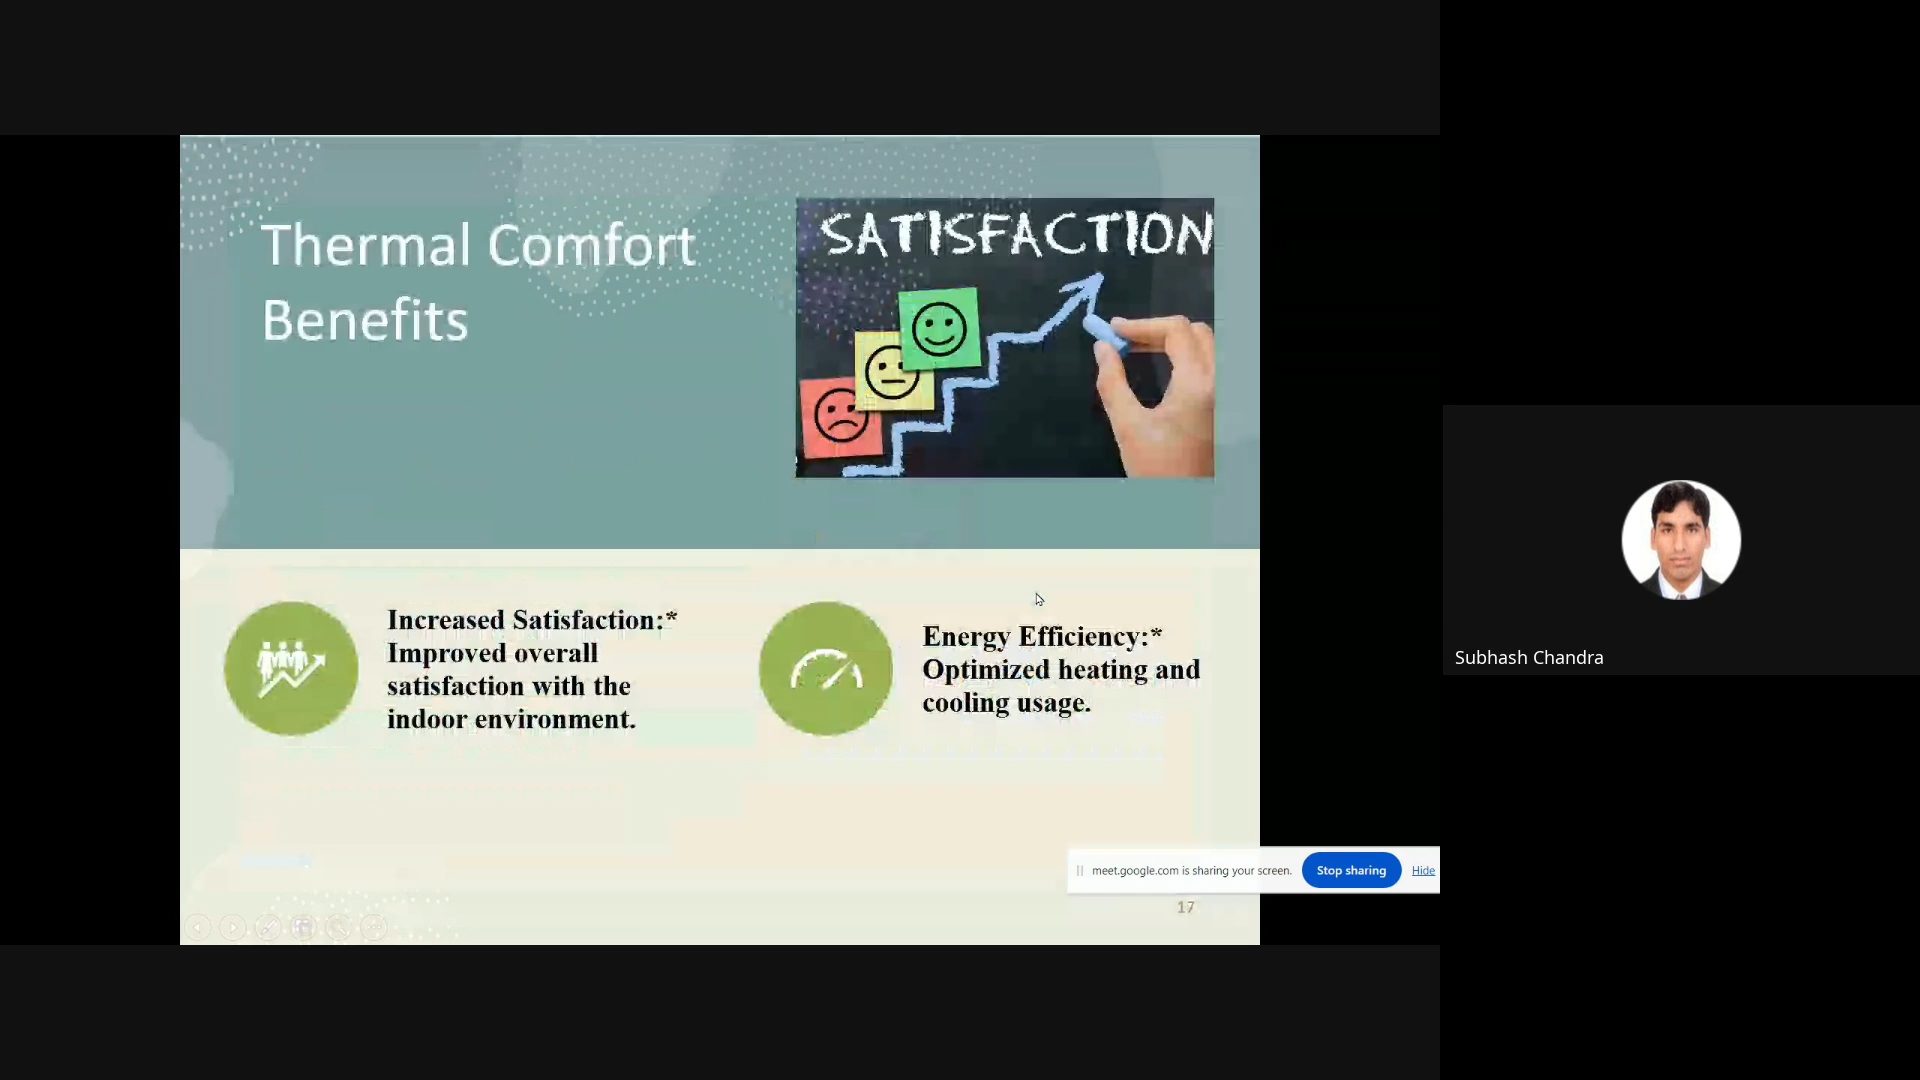 Thermal Comfort
Benefits
SATISFACTION
Increased Satisfaction:*
Improved overall
satisfaction with the
indoor environment.
Energy Efficiency:*
Optimized heating and
cooling usage.
meet.google.com is sharing your screen.
Stop sharing
Hide
17
Subhash Chandra